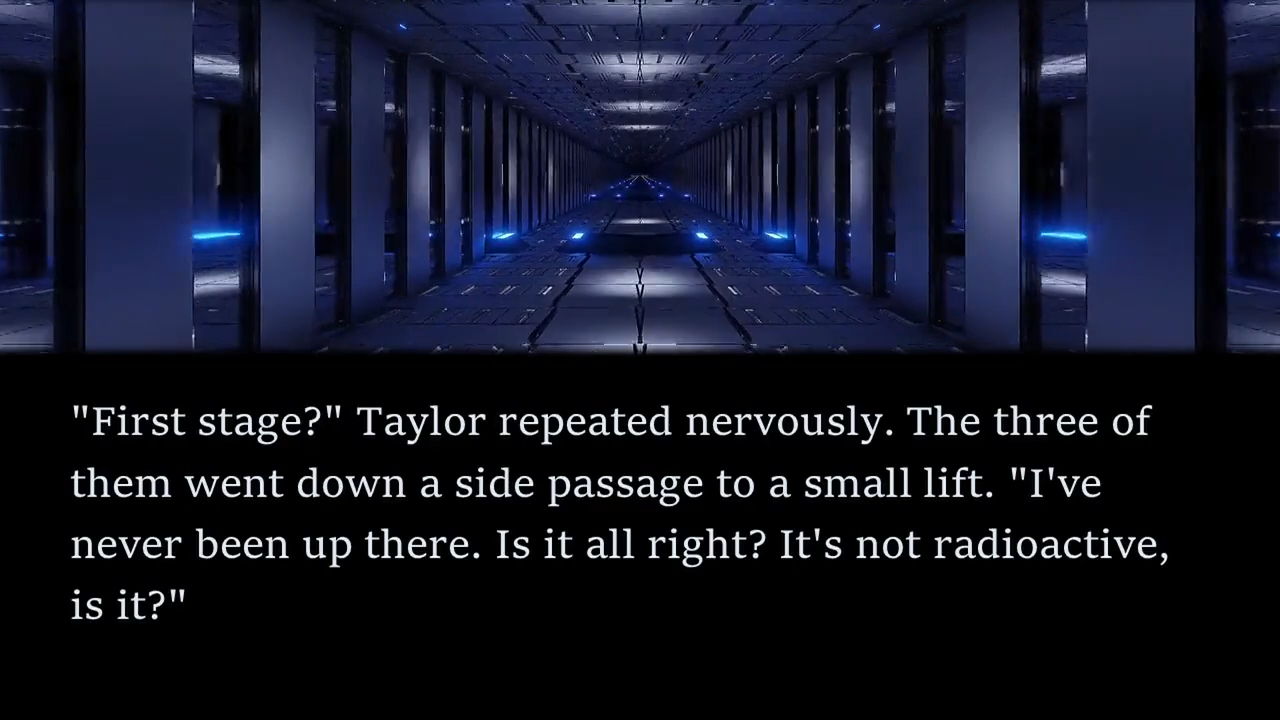 "First stage?" Taylor repeated nervously. The three of
them went down a side passage to a small lift. "I've
never been up there. Is it all right? It's not radioactive,
is it?"